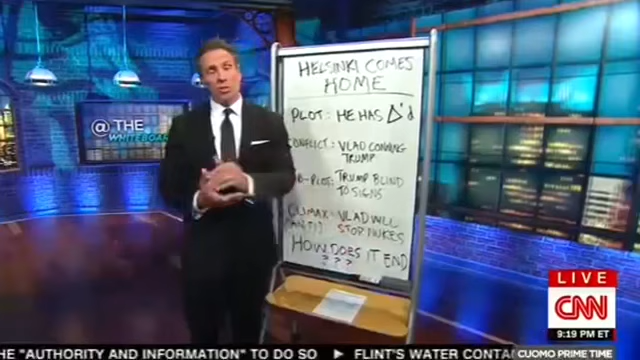 HELSINKI COMES
HOME
PLOT: HE HAS Δ'd
CONFLICT: VLAD CONNING
TRUMP
-PLOT: TRUMP BLIND
TO SIGNS
CLIMAX: VLAD WILL
(ANTI) STOP NUKES
HOW DOES IT END
? ? ?
@THE
WHITEBOARD
LIVE
CNN
9:19 PM ET
THE "AUTHORITY AND INFORMATION" TO DO SO ▶ FLINT'S WATER CONTA
CUOMO PRIME TIME